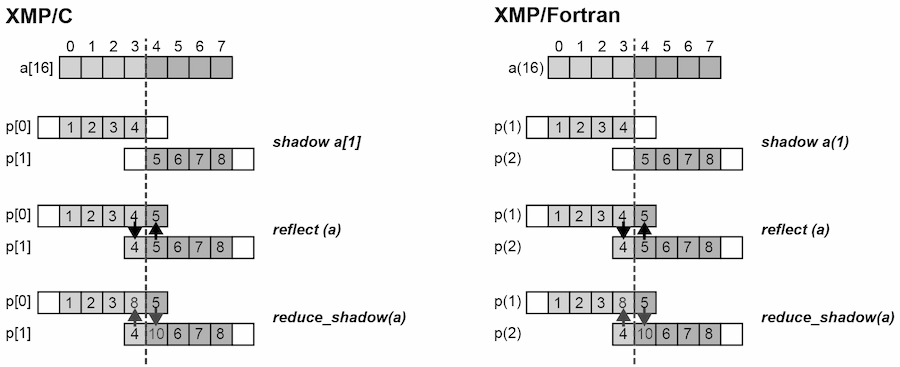 XMP/C
0 1 2 3 4 5 6 7
a[16]
p[0] 1 2 3 4
shadow a[1]
p[1] 5 6 7 8
p[0] 1 2 3 4 5
reflect (a)
p[1] 4 5 6 7 8
p[0] 1 2 3 8 5
reduce_shadow(a)
p[1] 4 10 6 7 8
XMP/Fortran
0 1 2 3 4 5 6 7
a(16)
p(1) 1 2 3 4
shadow a(1)
p(2) 5 6 7 8
p(1) 1 2 3 4 5
reflect (a)
p(2) 4 5 6 7 8
p(1) 1 2 3 8 5
reduce_shadow(a)
p(2) 4 10 6 7 8